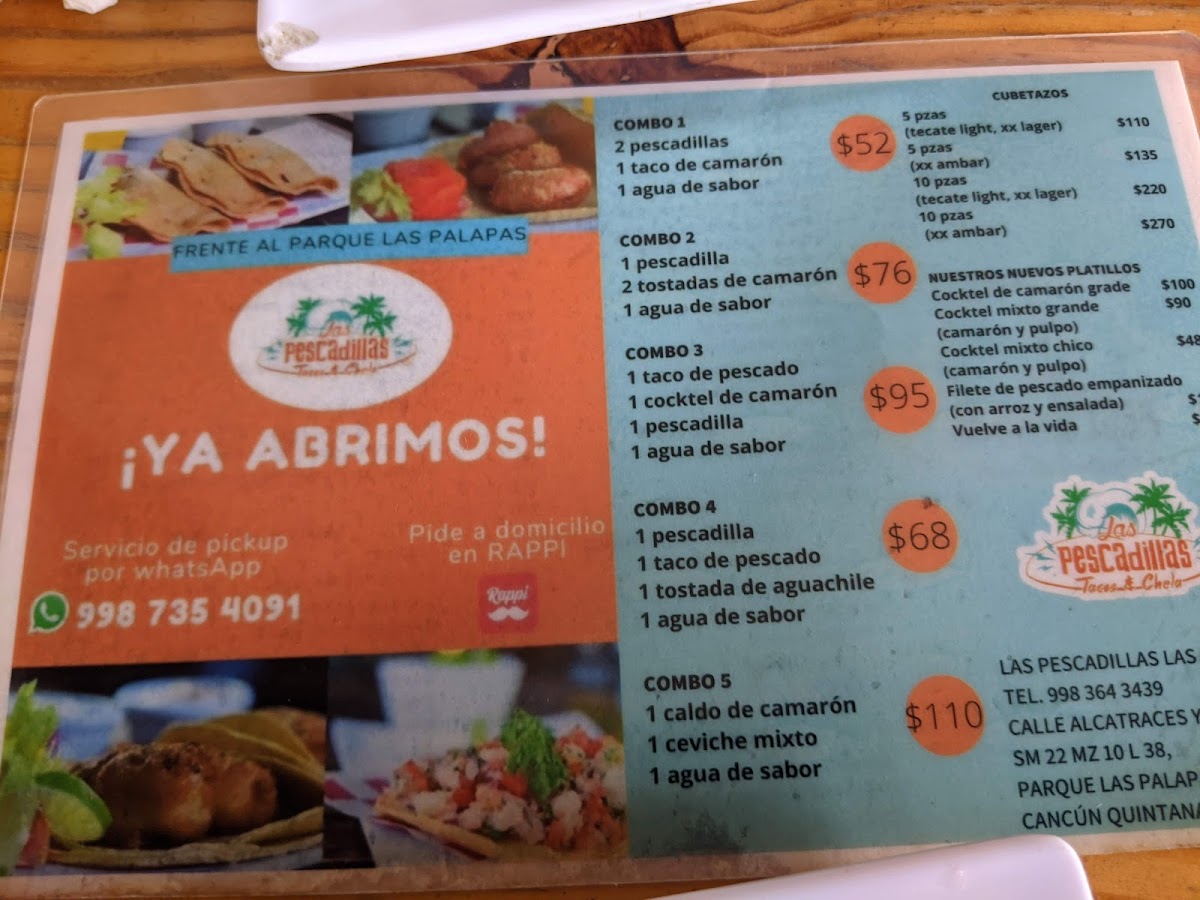 FRENTE AL PARQUE LAS PALAPAS
Las
PESCadillas
Tacos & Chela
¡YA ABRIMOS!
Servicio de pickup
por whatsApp
998 735 4091
Pide a domicilio
en RAPPI
Rappi
COMBO 1
2 pescadillas
1 taco de camarón
1 agua de sabor
$52
COMBO 2
1 pescadilla
2 tostadas de camarón
1 agua de sabor
$76
COMBO 3
1 taco de pescado
1 cocktel de camarón
1 pescadilla
1 agua de sabor
$95
COMBO 4
1 pescadilla
1 taco de pescado
1 tostada de aguachile
1 agua de sabor
$68
COMBO 5
1 caldo de camarón
1 ceviche mixto
1 agua de sabor
$110
CUBETAZOS
5 pzas
(tecate light, xx lager) $110
5 pzas
(xx ambar) $135
10 pzas
(tecate light, xx lager) $220
10 pzas
(xx ambar) $270
NUESTROS NUEVOS PLATILLOS
Cocktel de camarón grade $100
Cocktel mixto grande $90
(camarón y pulpo)
Cocktel mixto chico $48
(camarón y pulpo)
Filete de pescado empanizado
(con arroz y ensalada)
Vuelve a la vida
Las
PESCadillas
Tacos & Chela
LAS PESCADILLAS LAS
TEL. 998 364 3439
CALLE ALCATRACES Y
SM 22 MZ 10 L 38,
PARQUE LAS PALAP
CANCÚN QUINTANA